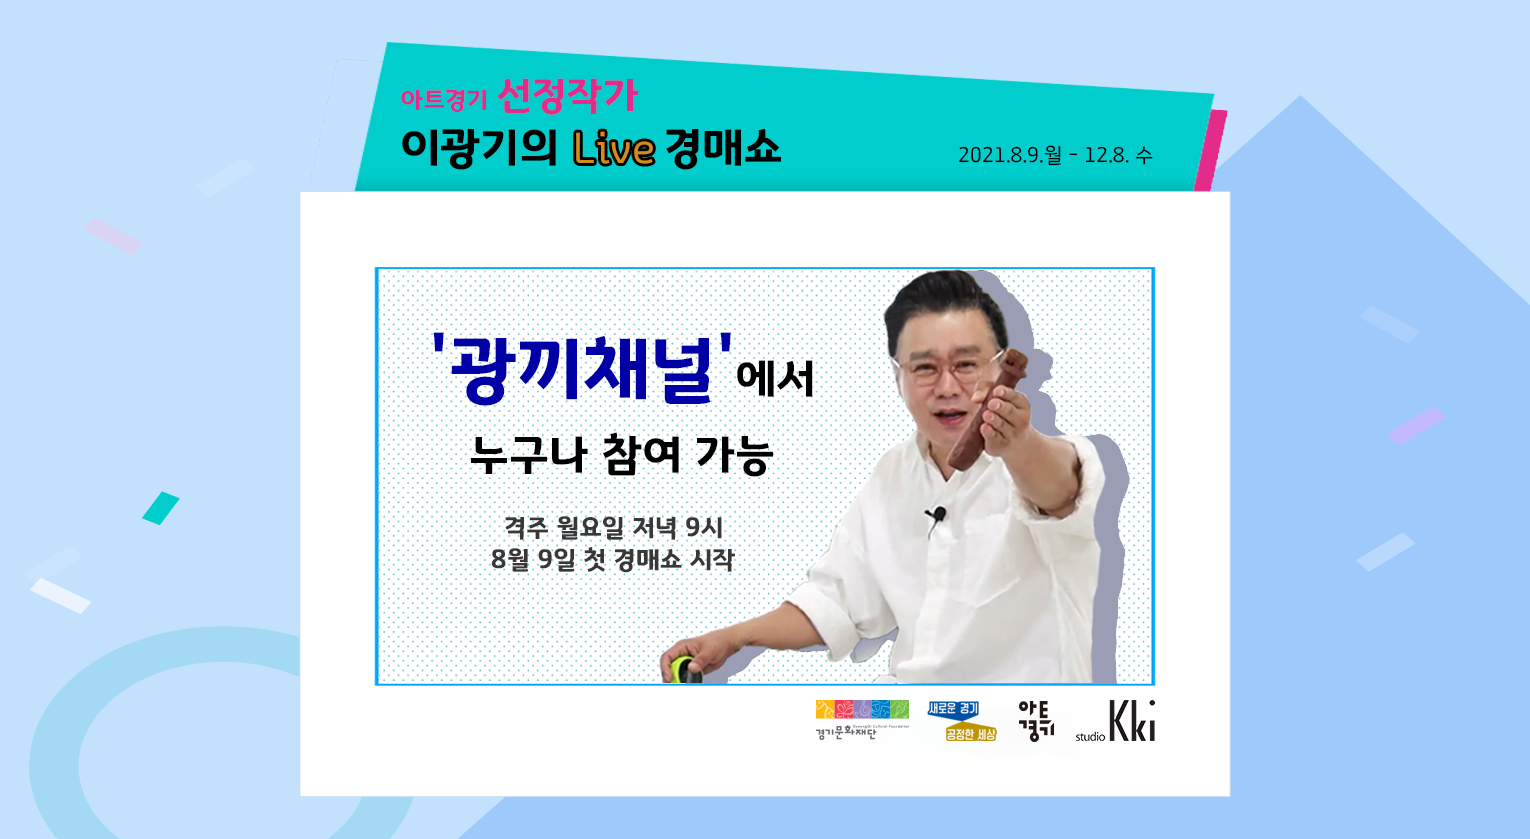 아트경기 선정작가
이광기의 Live 경매쇼
2021.8.9.월 - 12.8. 수
'광끼채널'에서
누구나 참여 가능
격주 월요일 저녁 9시
8월 9일 첫 경매쇼 시작
경기문화재단
Gyeonggi Cultural Foundation
새로운 경기
공정한 세상
아트
경기
studio Kki